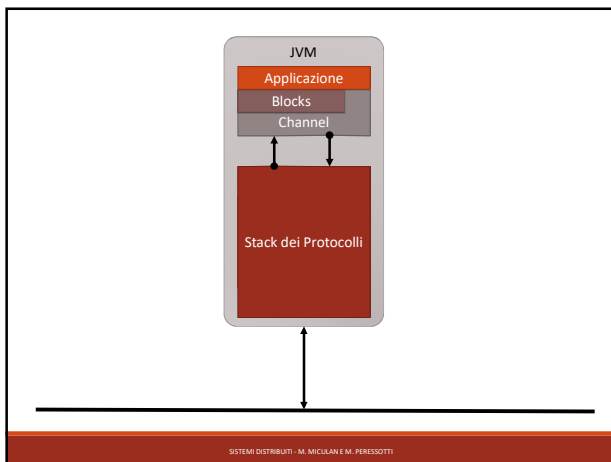 JVM
Applicazione
Blocks
Channel
Stack dei Protocolli
SISTEMI DISTRIBUITI - M. MICULAN E M. PERESSOTTI